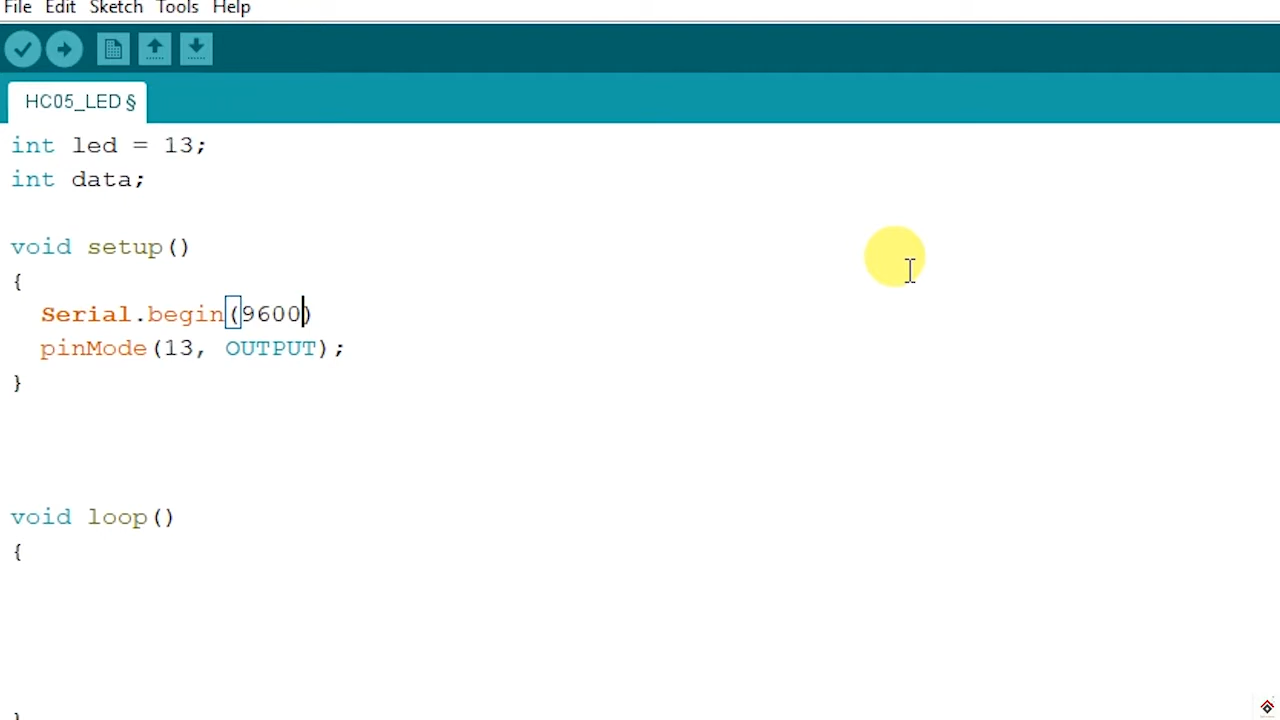 File Edit Sketch Tools Help
HC05_LED §
int led = 13;
int data;
void setup()
{
Serial.begin(9600)
pinMode(13, OUTPUT);
}
void loop()
{
}